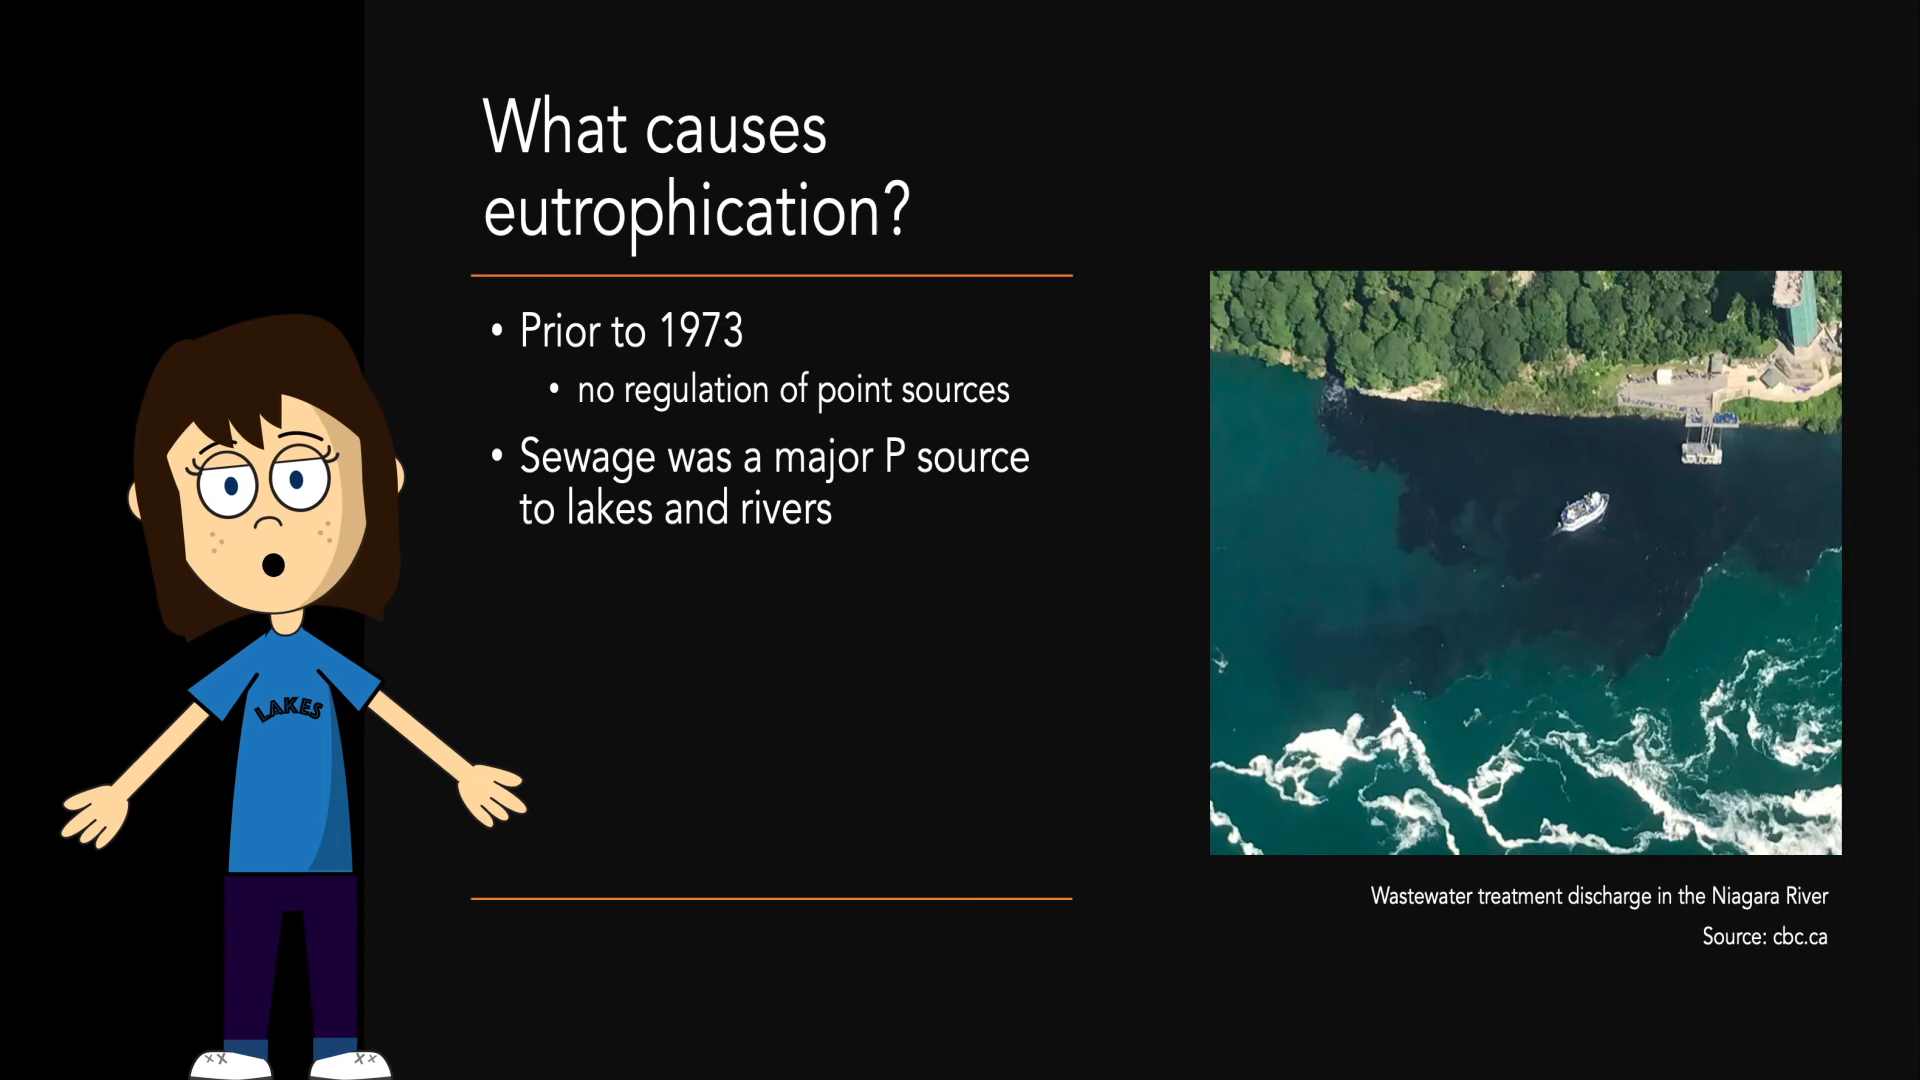 What causes
eutrophication?
• Prior to 1973
• no regulation of point sources
• Sewage was a major P source
to lakes and rivers
LAKES
Wastewater treatment discharge in the Niagara River
Source: cbc.ca